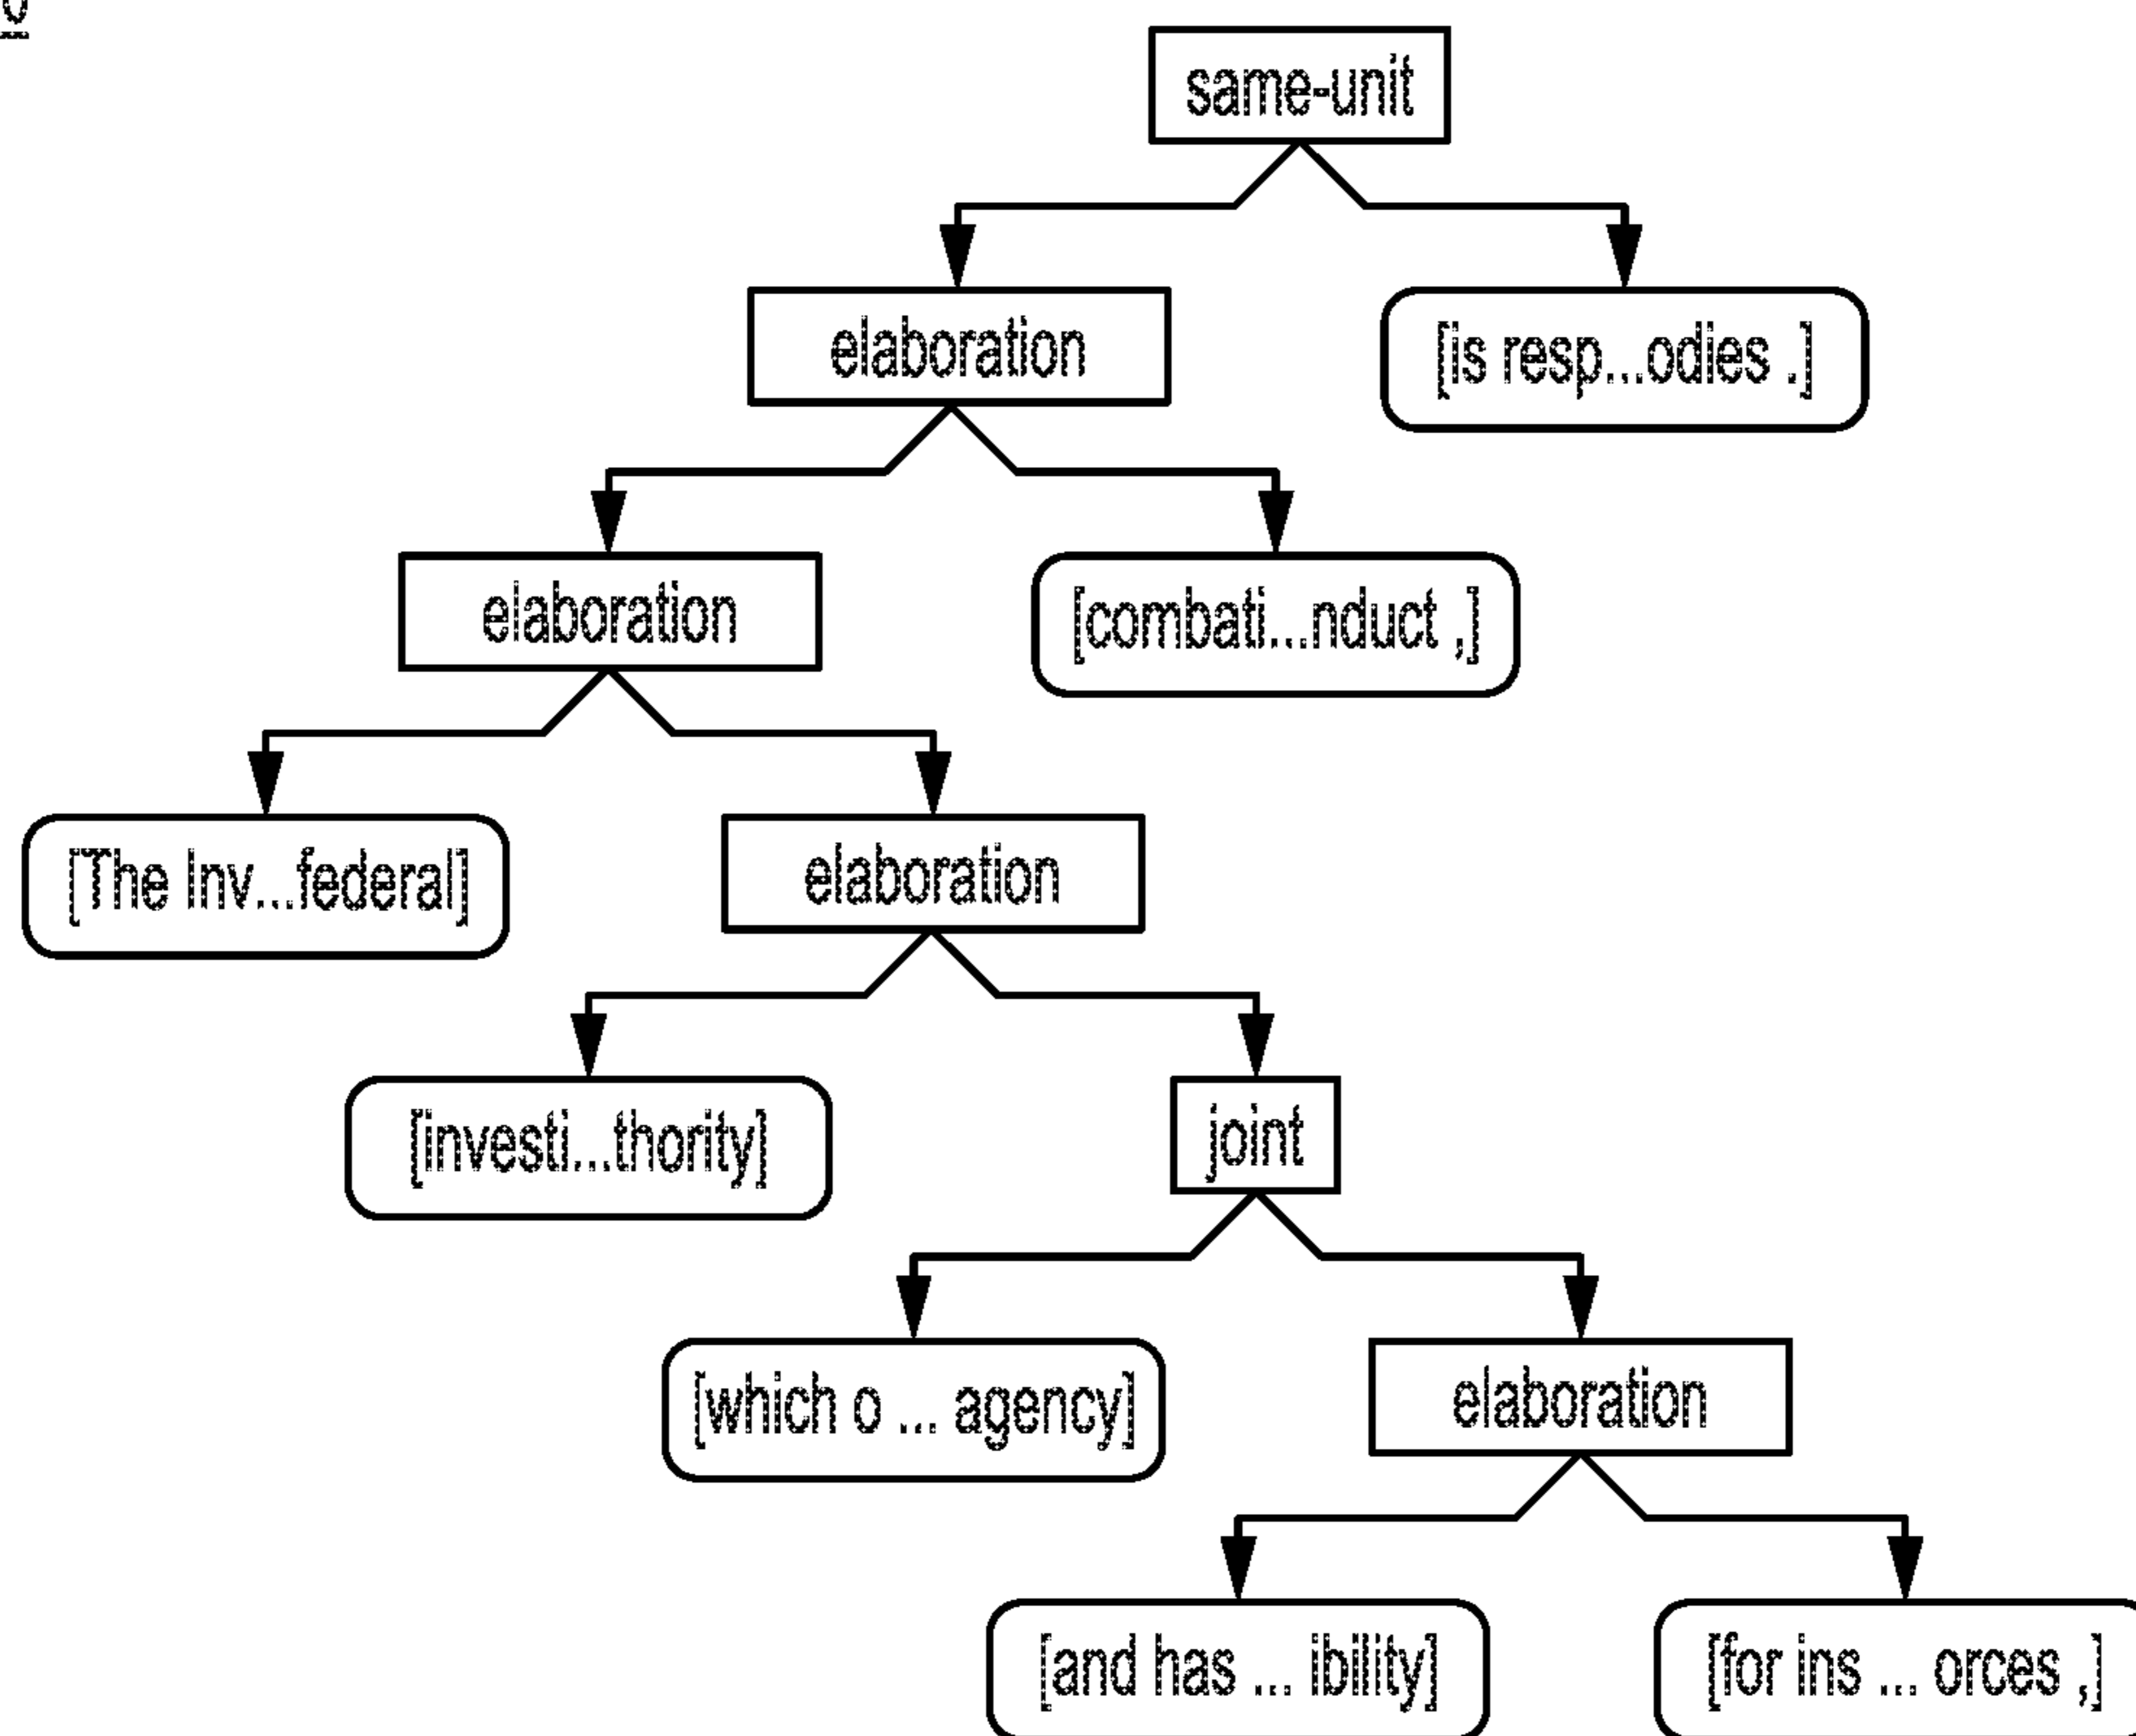 same-unit
elaboration
[is resp...odies .]
elaboration
[combati...nduct ,]
[The Inv...federal]
elaboration
[investi...thority]
joint
[which o ... agency]
elaboration
[and has ... ibility]
[for ins ... orces ,]